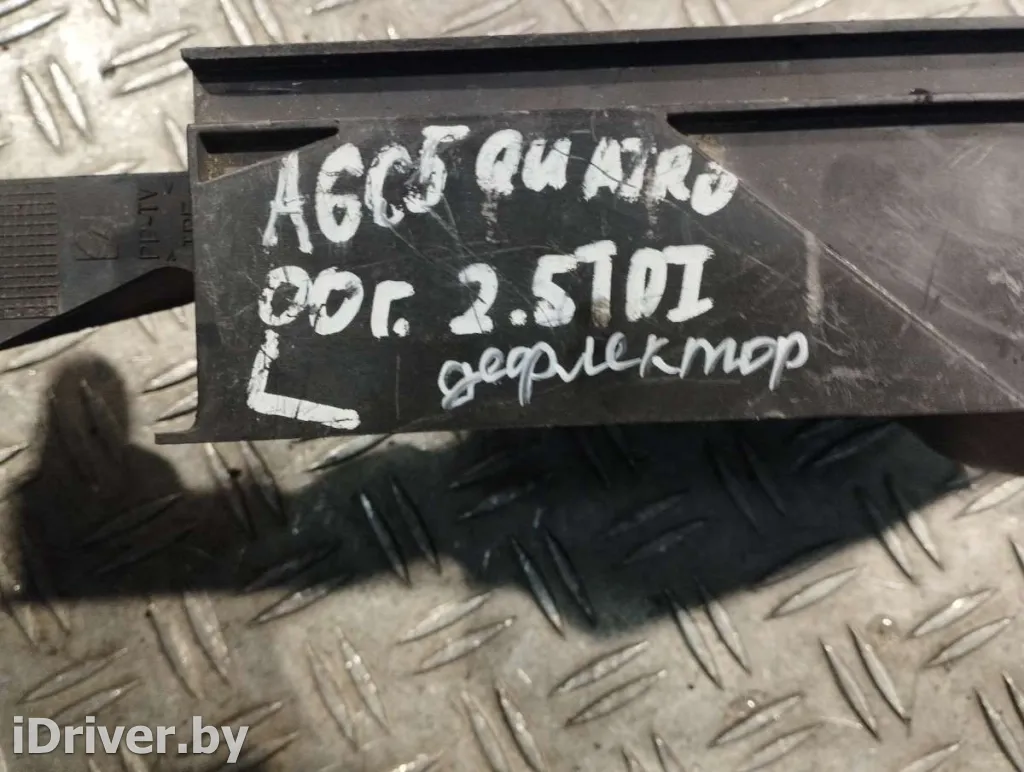 A6C5 QUATRO
00г. 2.5TDI
L дефлектор
iDriver.by